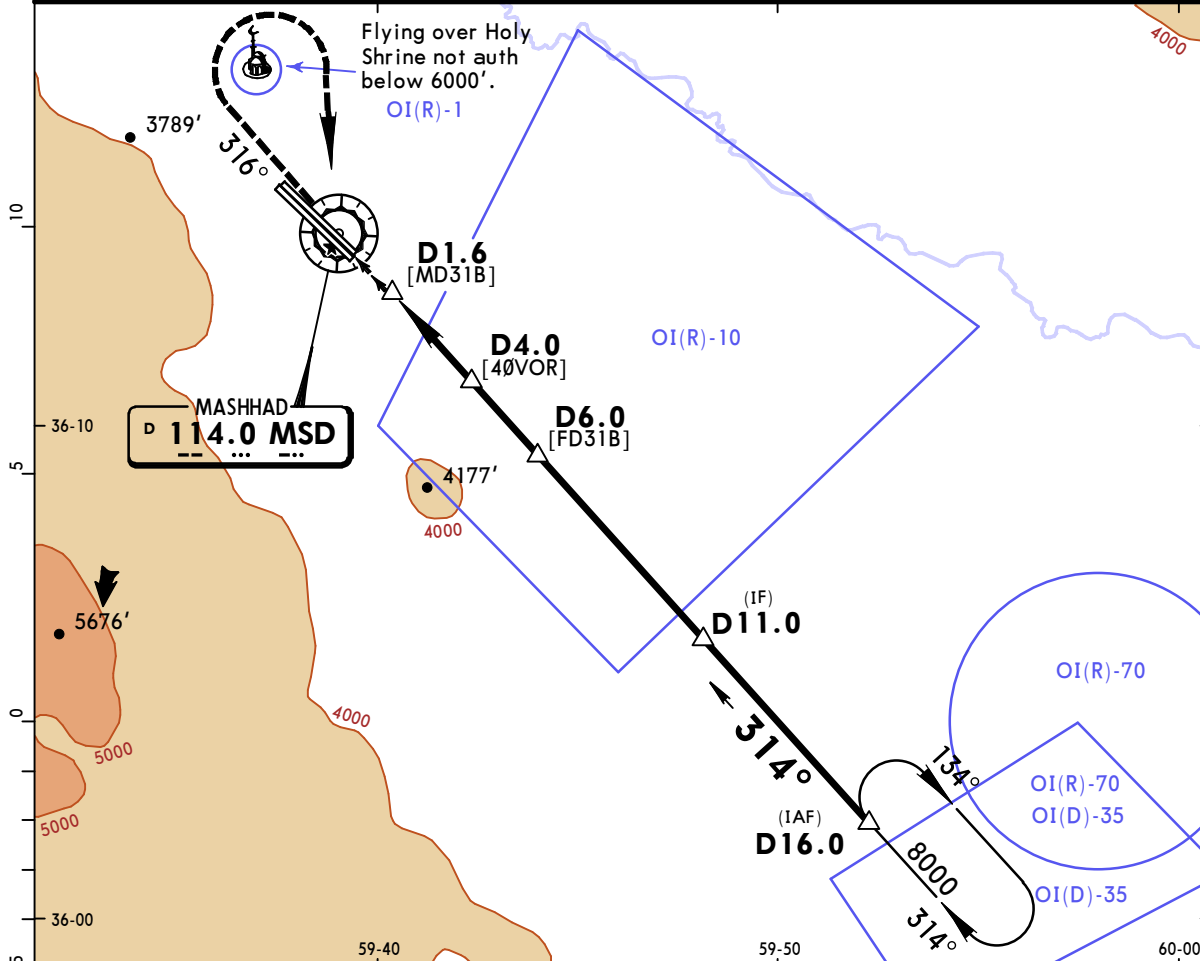 4000
Flying over Holy
Shrine not auth
below 6000'.
OI(R)-1
3789'
316°
10
D1.6
[MD31B]
OI(R)-10
D4.0
[4ØVOR]
MASHHAD
D 114.0 MSD
36-10
D6.0
[FD31B]
5
4177'
4000
5676'
(IF)
D11.0
OI(R)-70
0
4000
5000
314°
134°
OI(R)-70
OI(D)-35
5000
(IAF)
D16.0
8000
OI(D)-35
314°
36-00
59-40
59-50
60-00
5